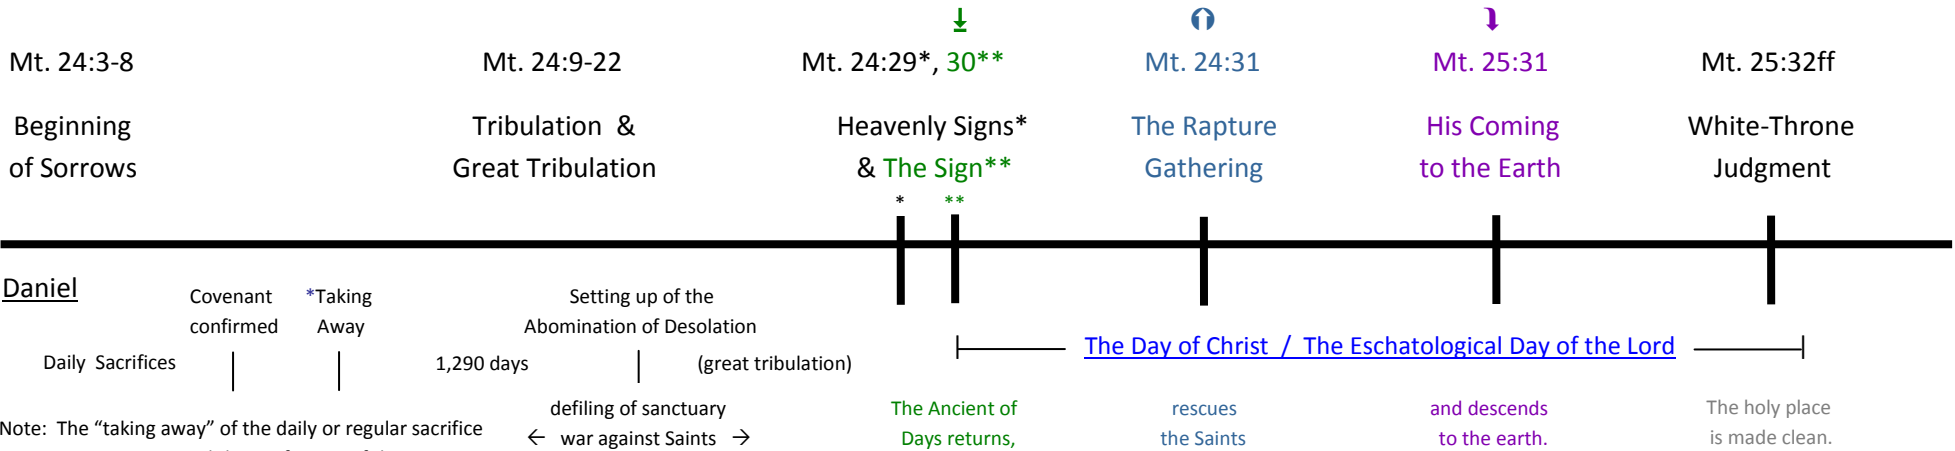 Mt. 24:3-8 Mt. 24:9-22 Mt. 24:29*, 30** Mt. 24:31 Mt. 25:31 Mt. 25:32ff
Beginning Tribulation & Heavenly Signs* The Rapture His Coming White-Throne
of Sorrows Great Tribulation & The Sign** Gathering to the Earth Judgment
* **
Daniel
Covenant *Taking Setting up of the
confirmed Away Abomination of Desolation
The Day of Christ / The Eschatological Day of the Lord
Daily Sacrifices 1,290 days (great tribulation)
defiling of sanctuary The Ancient of rescues and descends The holy place
Note: The “taking away” of the daily or regular sacrifice ← war against Saints → Days returns, the Saints to the earth. is made clean.